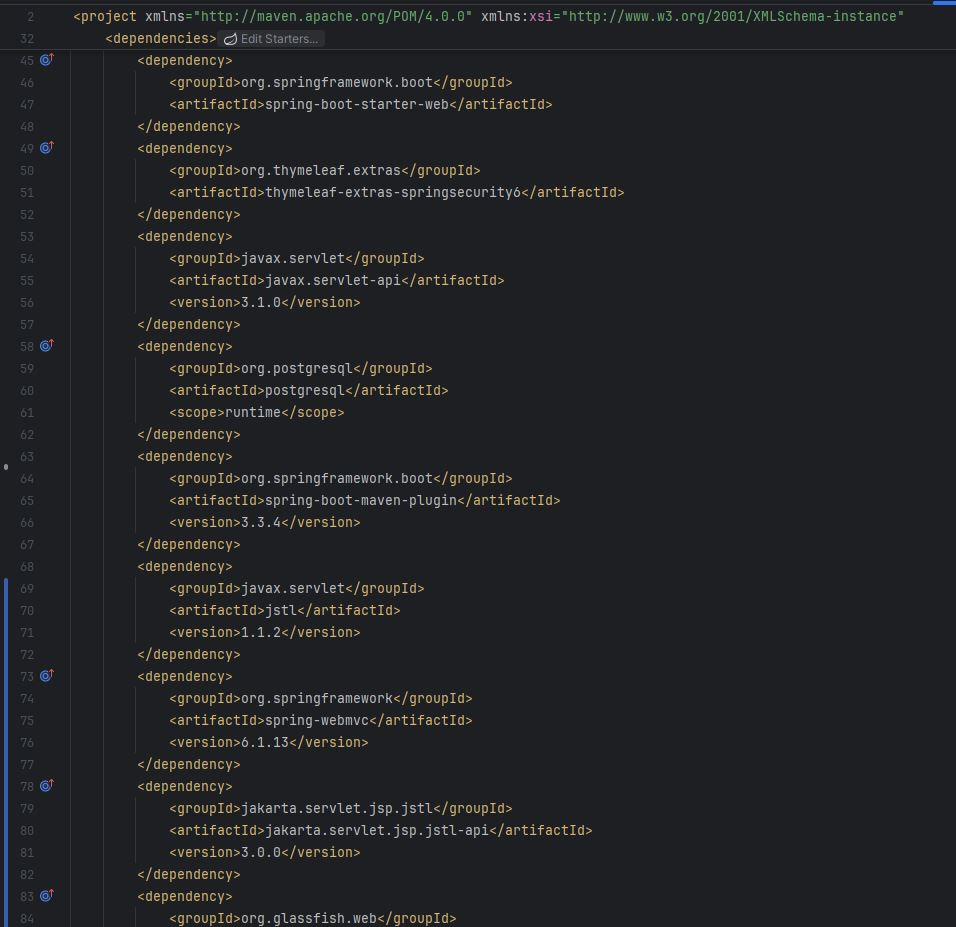 2 <project xmlns="http://maven.apache.org/POM/4.0.0" xmlns:xsi="http://www.w3.org/2001/XMLSchema-instance"
32 <dependencies> Edit Starters...
45 <dependency>
46 <groupId>org.springframework.boot</groupId>
47 <artifactId>spring-boot-starter-web</artifactId>
48 </dependency>
49 <dependency>
50 <groupId>org.thymeleaf.extras</groupId>
51 <artifactId>thymeleaf-extras-springsecurity6</artifactId>
52 </dependency>
53 <dependency>
54 <groupId>javax.servlet</groupId>
55 <artifactId>javax.servlet-api</artifactId>
56 <version>3.1.0</version>
57 </dependency>
58 <dependency>
59 <groupId>org.postgresql</groupId>
60 <artifactId>postgresql</artifactId>
61 <scope>runtime</scope>
62 </dependency>
63 <dependency>
64 <groupId>org.springframework.boot</groupId>
65 <artifactId>spring-boot-maven-plugin</artifactId>
66 <version>3.3.4</version>
67 </dependency>
68 <dependency>
69 <groupId>javax.servlet</groupId>
70 <artifactId>jstl</artifactId>
71 <version>1.1.2</version>
72 </dependency>
73 <dependency>
74 <groupId>org.springframework</groupId>
75 <artifactId>spring-webmvc</artifactId>
76 <version>6.1.13</version>
77 </dependency>
78 <dependency>
79 <groupId>jakarta.servlet.jsp.jstl</groupId>
80 <artifactId>jakarta.servlet.jsp.jstl-api</artifactId>
81 <version>3.0.0</version>
82 </dependency>
83 <dependency>
84 <groupId>org.glassfish.web</groupId>